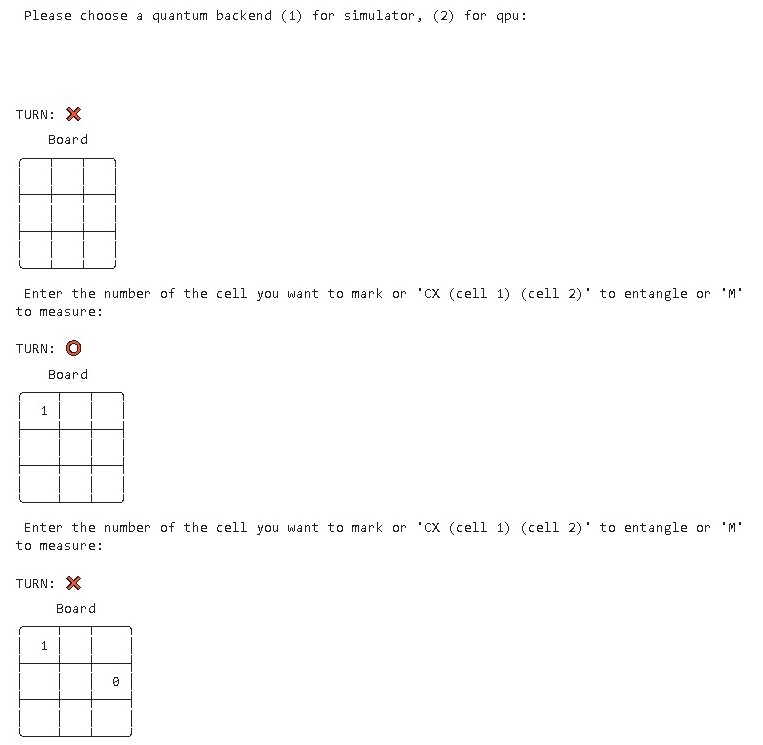 Please choose a quantum backend (1) for simulator, (2) for qpu:
TURN: ❌
Board
Enter the number of the cell you want to mark or 'CX (cell 1) (cell 2)' to entangle or 'M'
to measure:
TURN: ⭕
Board
1
Enter the number of the cell you want to mark or 'CX (cell 1) (cell 2)' to entangle or 'M'
to measure:
TURN: ❌
Board
1
0